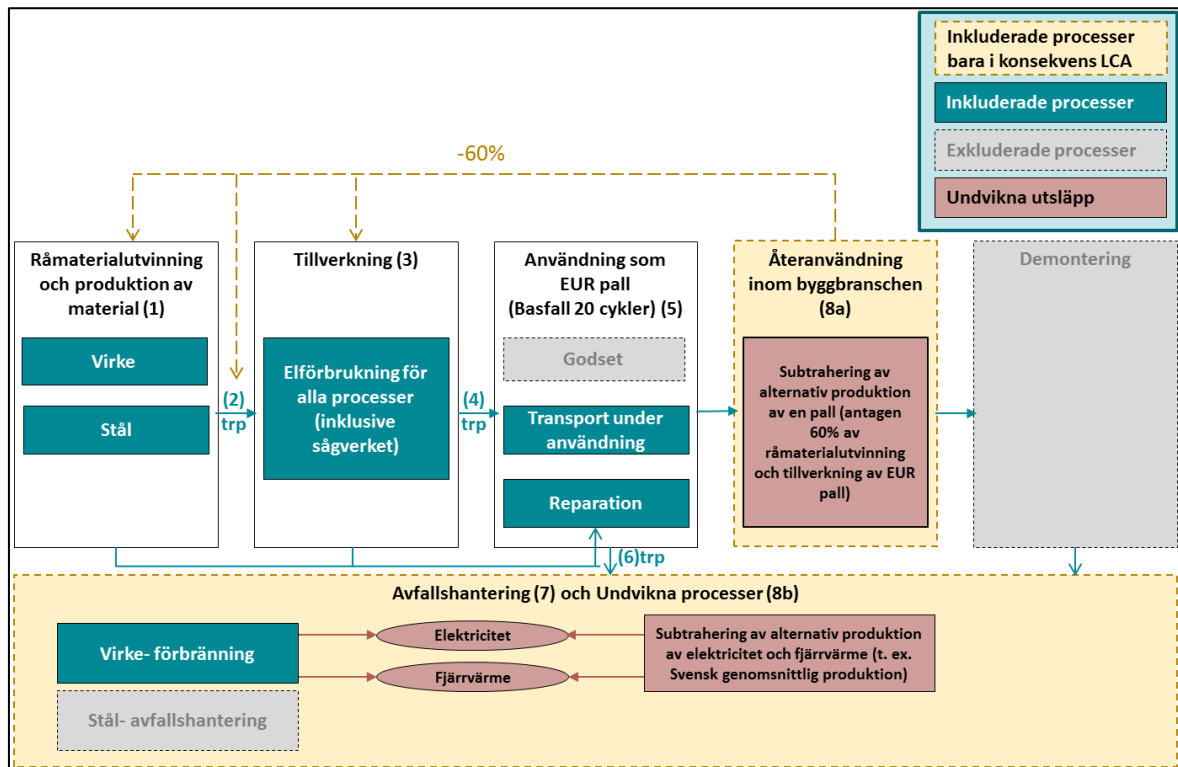 Inkluderade processer
bara i konsekvens LCA
Inkluderade processer
Exkluderade processer
Undvikna utsläpp
-60%
Råmaterialutvinning
och produktion av
material (1)
Virke
Stål
(2)
trp
Tillverkning (3)
Elförbrukning för
alla processer
(inklusive
sågverket)
(4)
trp
Användning som
EUR pall
(Basfall 20 cykler) (5)
Godset
Transport under
användning
Reparation
(6)trp
Återanvändning
inom byggbranschen
(8a)
Subtrahering av
alternativ produktion
av en pall (antagen
60% av
råmaterialutvinning
och tillverkning av EUR
pall)
Demontering
Avfallshantering (7) och Undvikna processer (8b)
Virke- förbränning
Stål- avfallshantering
Elektricitet
Fjärrvärme
Subtrahering av alternativ produktion
av elektricitet och fjärrvärme (t. ex.
Svensk genomsnittlig produktion)